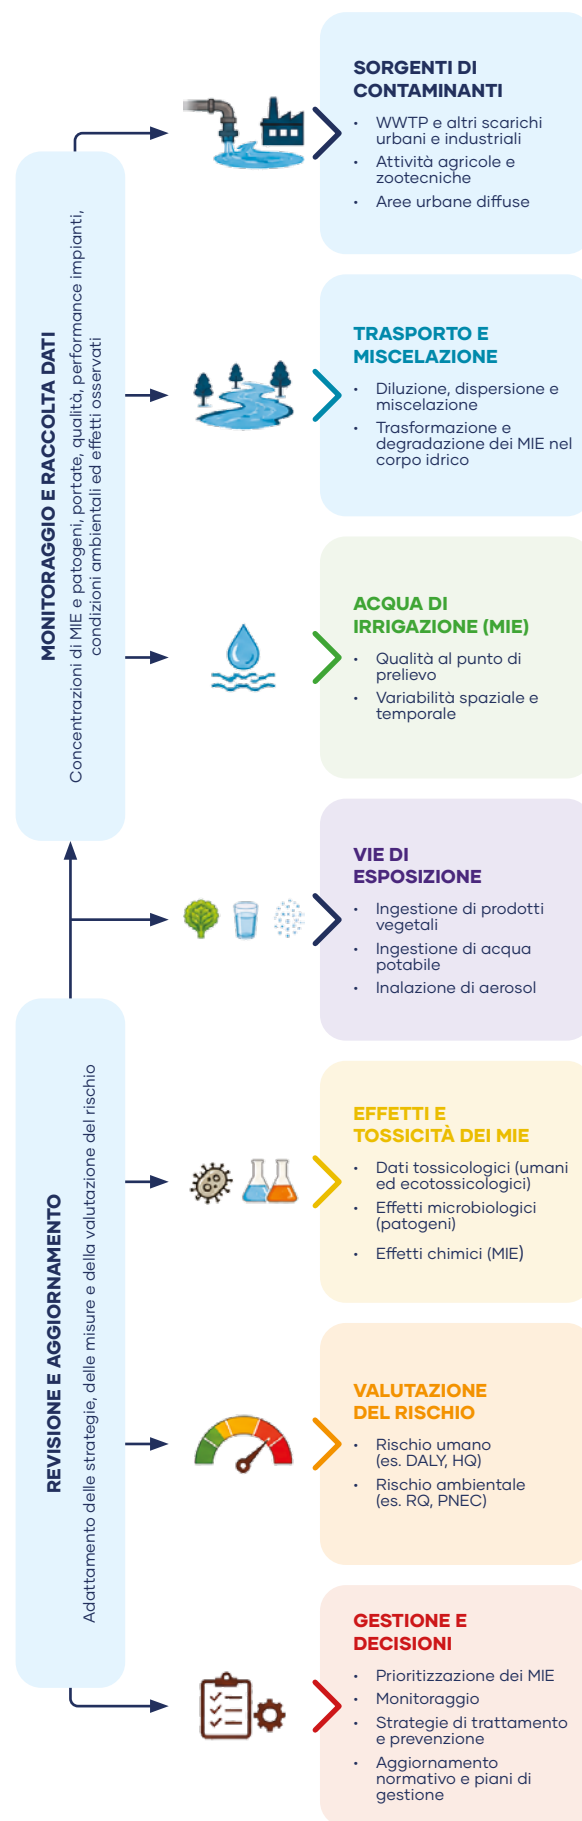 MONITORAGGIO E RACCOLTA DATI
Concentrazioni di MIE e patogeni, portate, qualità, performance impianti,
condizioni ambientali ed effetti osservati
REVISIONE E AGGIORNAMENTO
Adattamento delle strategie, delle misure e della valutazione del rischio
SORGENTI DI
CONTAMINANTI
• WWTP e altri scarichi
urbani e industriali
• Attività agricole e
zootecniche
• Aree urbane diffuse
TRASPORTO E
MISCELAZIONE
• Diluzione, dispersione e
miscelazione
• Trasformazione e
degradazione dei MIE nel
corpo idrico
ACQUA DI
IRRIGAZIONE (MIE)
• Qualità al punto di
prelievo
• Variabilità spaziale e
temporale
VIE DI
ESPOSIZIONE
• Ingestione di prodotti
vegetali
• Ingestione di acqua
potabile
• Inalazione di aerosol
EFFETTI E
TOSSICITÀ DEI MIE
• Dati tossicologici (umani
ed ecotossicologici)
• Effetti microbiologici
(patogeni)
• Effetti chimici (MIE)
VALUTAZIONE
DEL RISCHIO
• Rischio umano
(es. DALY, HQ)
• Rischio ambientale
(es. RQ, PNEC)
GESTIONE E
DECISIONI
• Prioritizzazione dei MIE
• Monitoraggio
• Strategie di trattamento
e prevenzione
• Aggiornamento
normativo e piani di
gestione